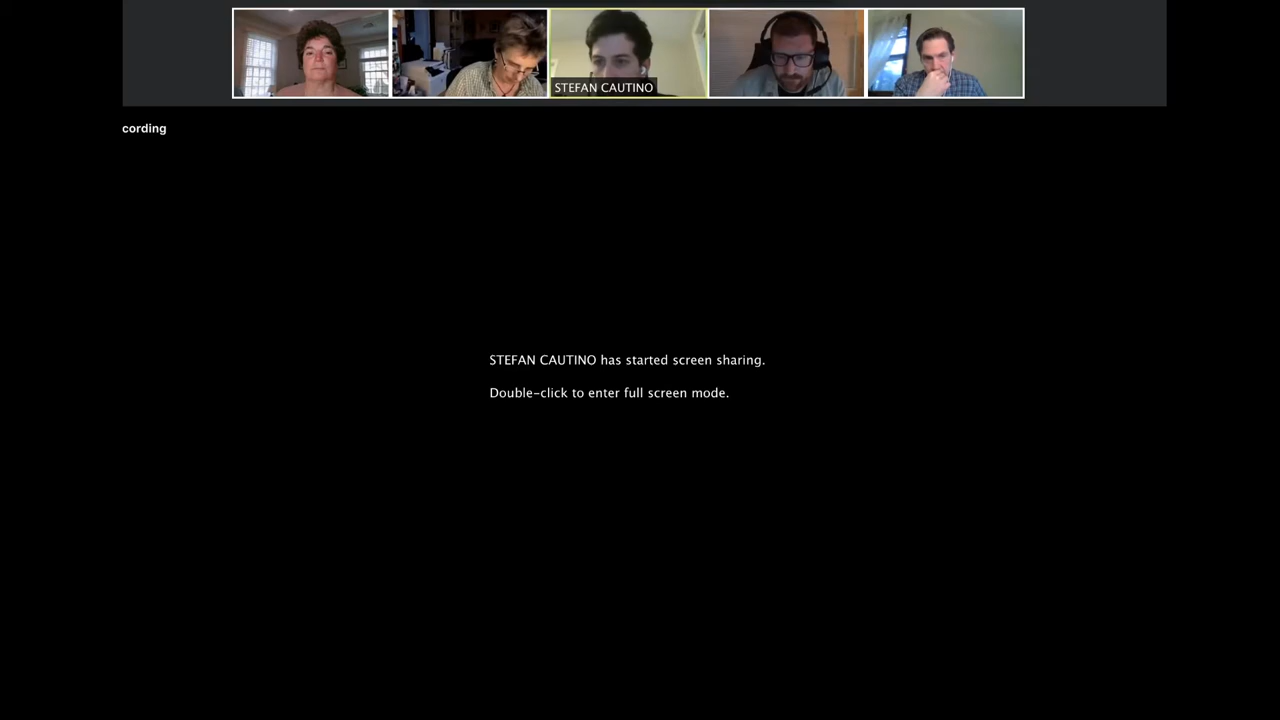 STEFAN CAUTINO
cording
STEFAN CAUTINO has started screen sharing.
Double-click to enter full screen mode.